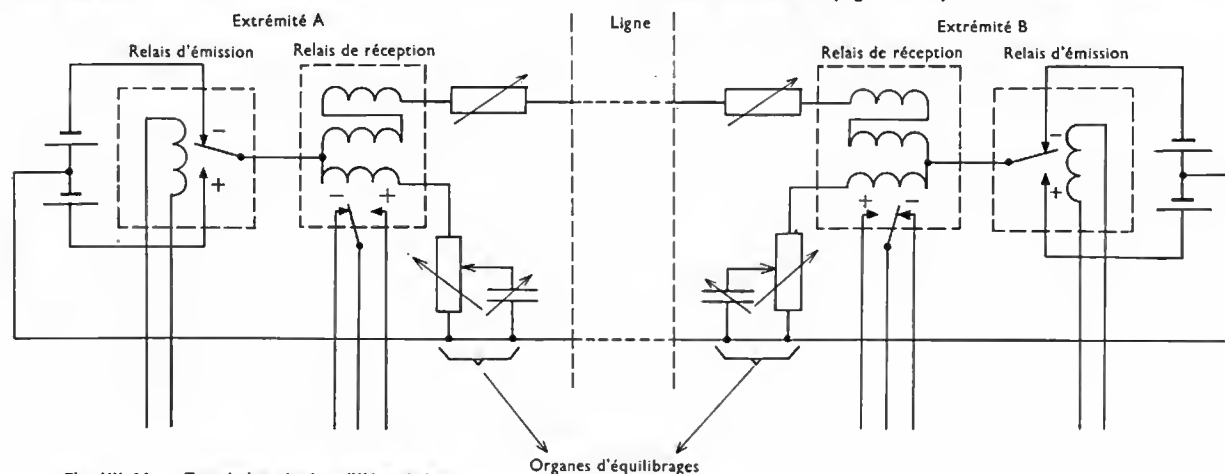 Extrémité A
Ligne
Extrémité B
Relais d'émission
Relais de réception
Relais de réception
Relais d'émission
-
+
-
+
+
-
-
+
Organes d'équilibrages